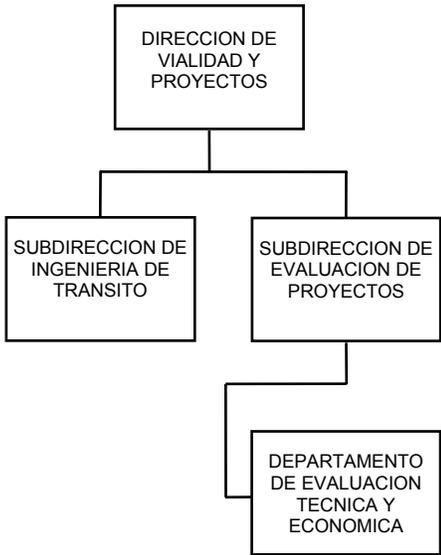 DIRECCION DE
VIALIDAD Y
PROYECTOS
SUBDIRECCION DE
INGENIERIA DE
TRANSITO
SUBDIRECCION DE
EVALUACION DE
PROYECTOS
DEPARTAMENTO
DE EVALUACION
TECNICA Y
ECONOMICA